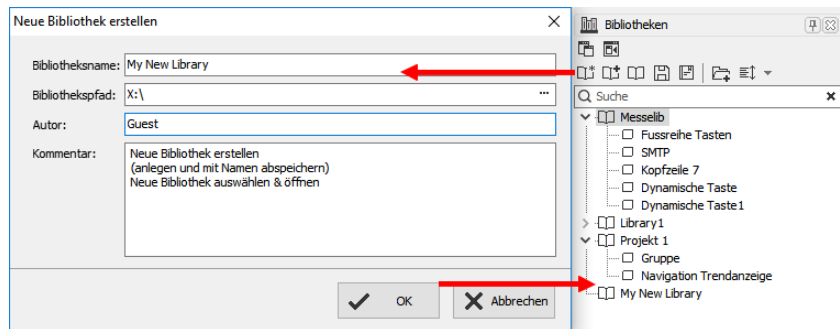 Neue Bibliothek erstellen
Bibliotheksname: My New Library
Bibliothekspfad: X:\ ...
Autor: Guest
Kommentar: Neue Bibliothek erstellen
(anlegen und mit Namen abspeichern)
Neue Bibliothek auswählen & öffnen
OK
Abbrechen
Bibliotheken
Suche
Messelib
Fussreihe Tasten
SMTP
Kopfzeile 7
Dynamische Taste
Dynamische Taste1
Library1
Projekt 1
Gruppe
Navigation Trendanzeige
My New Library